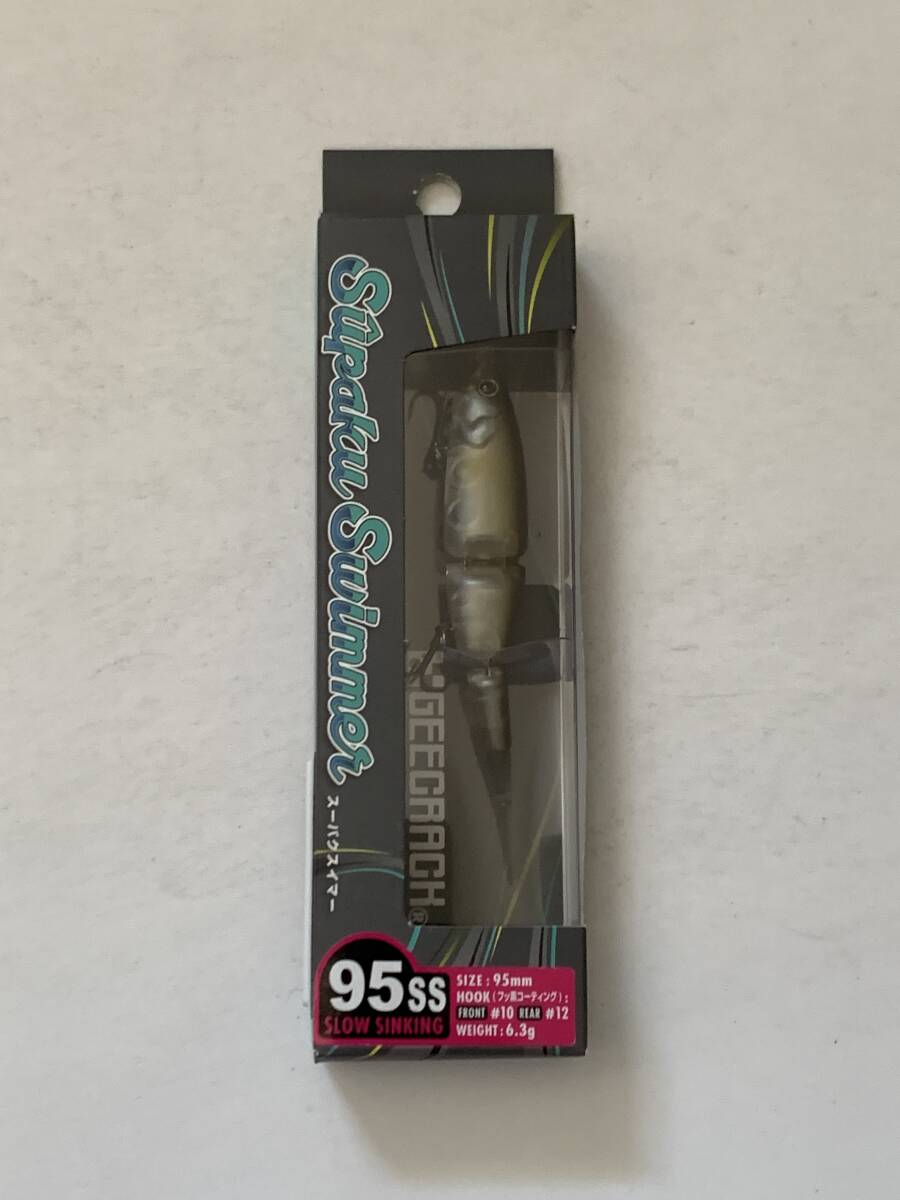 Sûpaku Swimmer
スーパクスイマー
GEECRACK®
95SS
SLOW SINKING
SIZE : 95mm
HOOK (フッ素コーティング) :
FRONT #10 REAR #12
WEIGHT : 6.3g